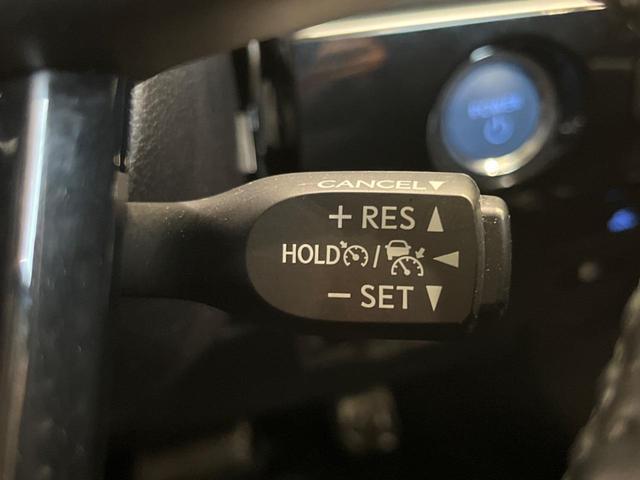 POWER
CANCEL▼
+ RES ▲
HOLD / ◀
− SET ▼